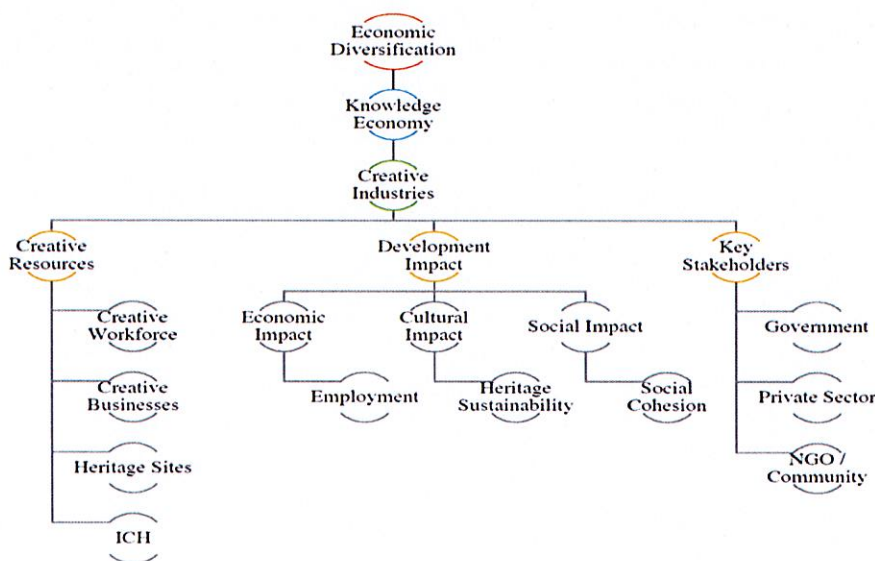 Economic
Diversification
Knowledge
Economy
Creative
Industries
Creative
Resources
Development
Impact
Key
Stakeholders
Creative
Workforce
Creative
Businesses
Heritage Sites
ICH
Economic
Impact
Employment
Cultural
Impact
Heritage
Sustainability
Social Impact
Social
Cohesion
Government
Private Sector
NGO /
Community